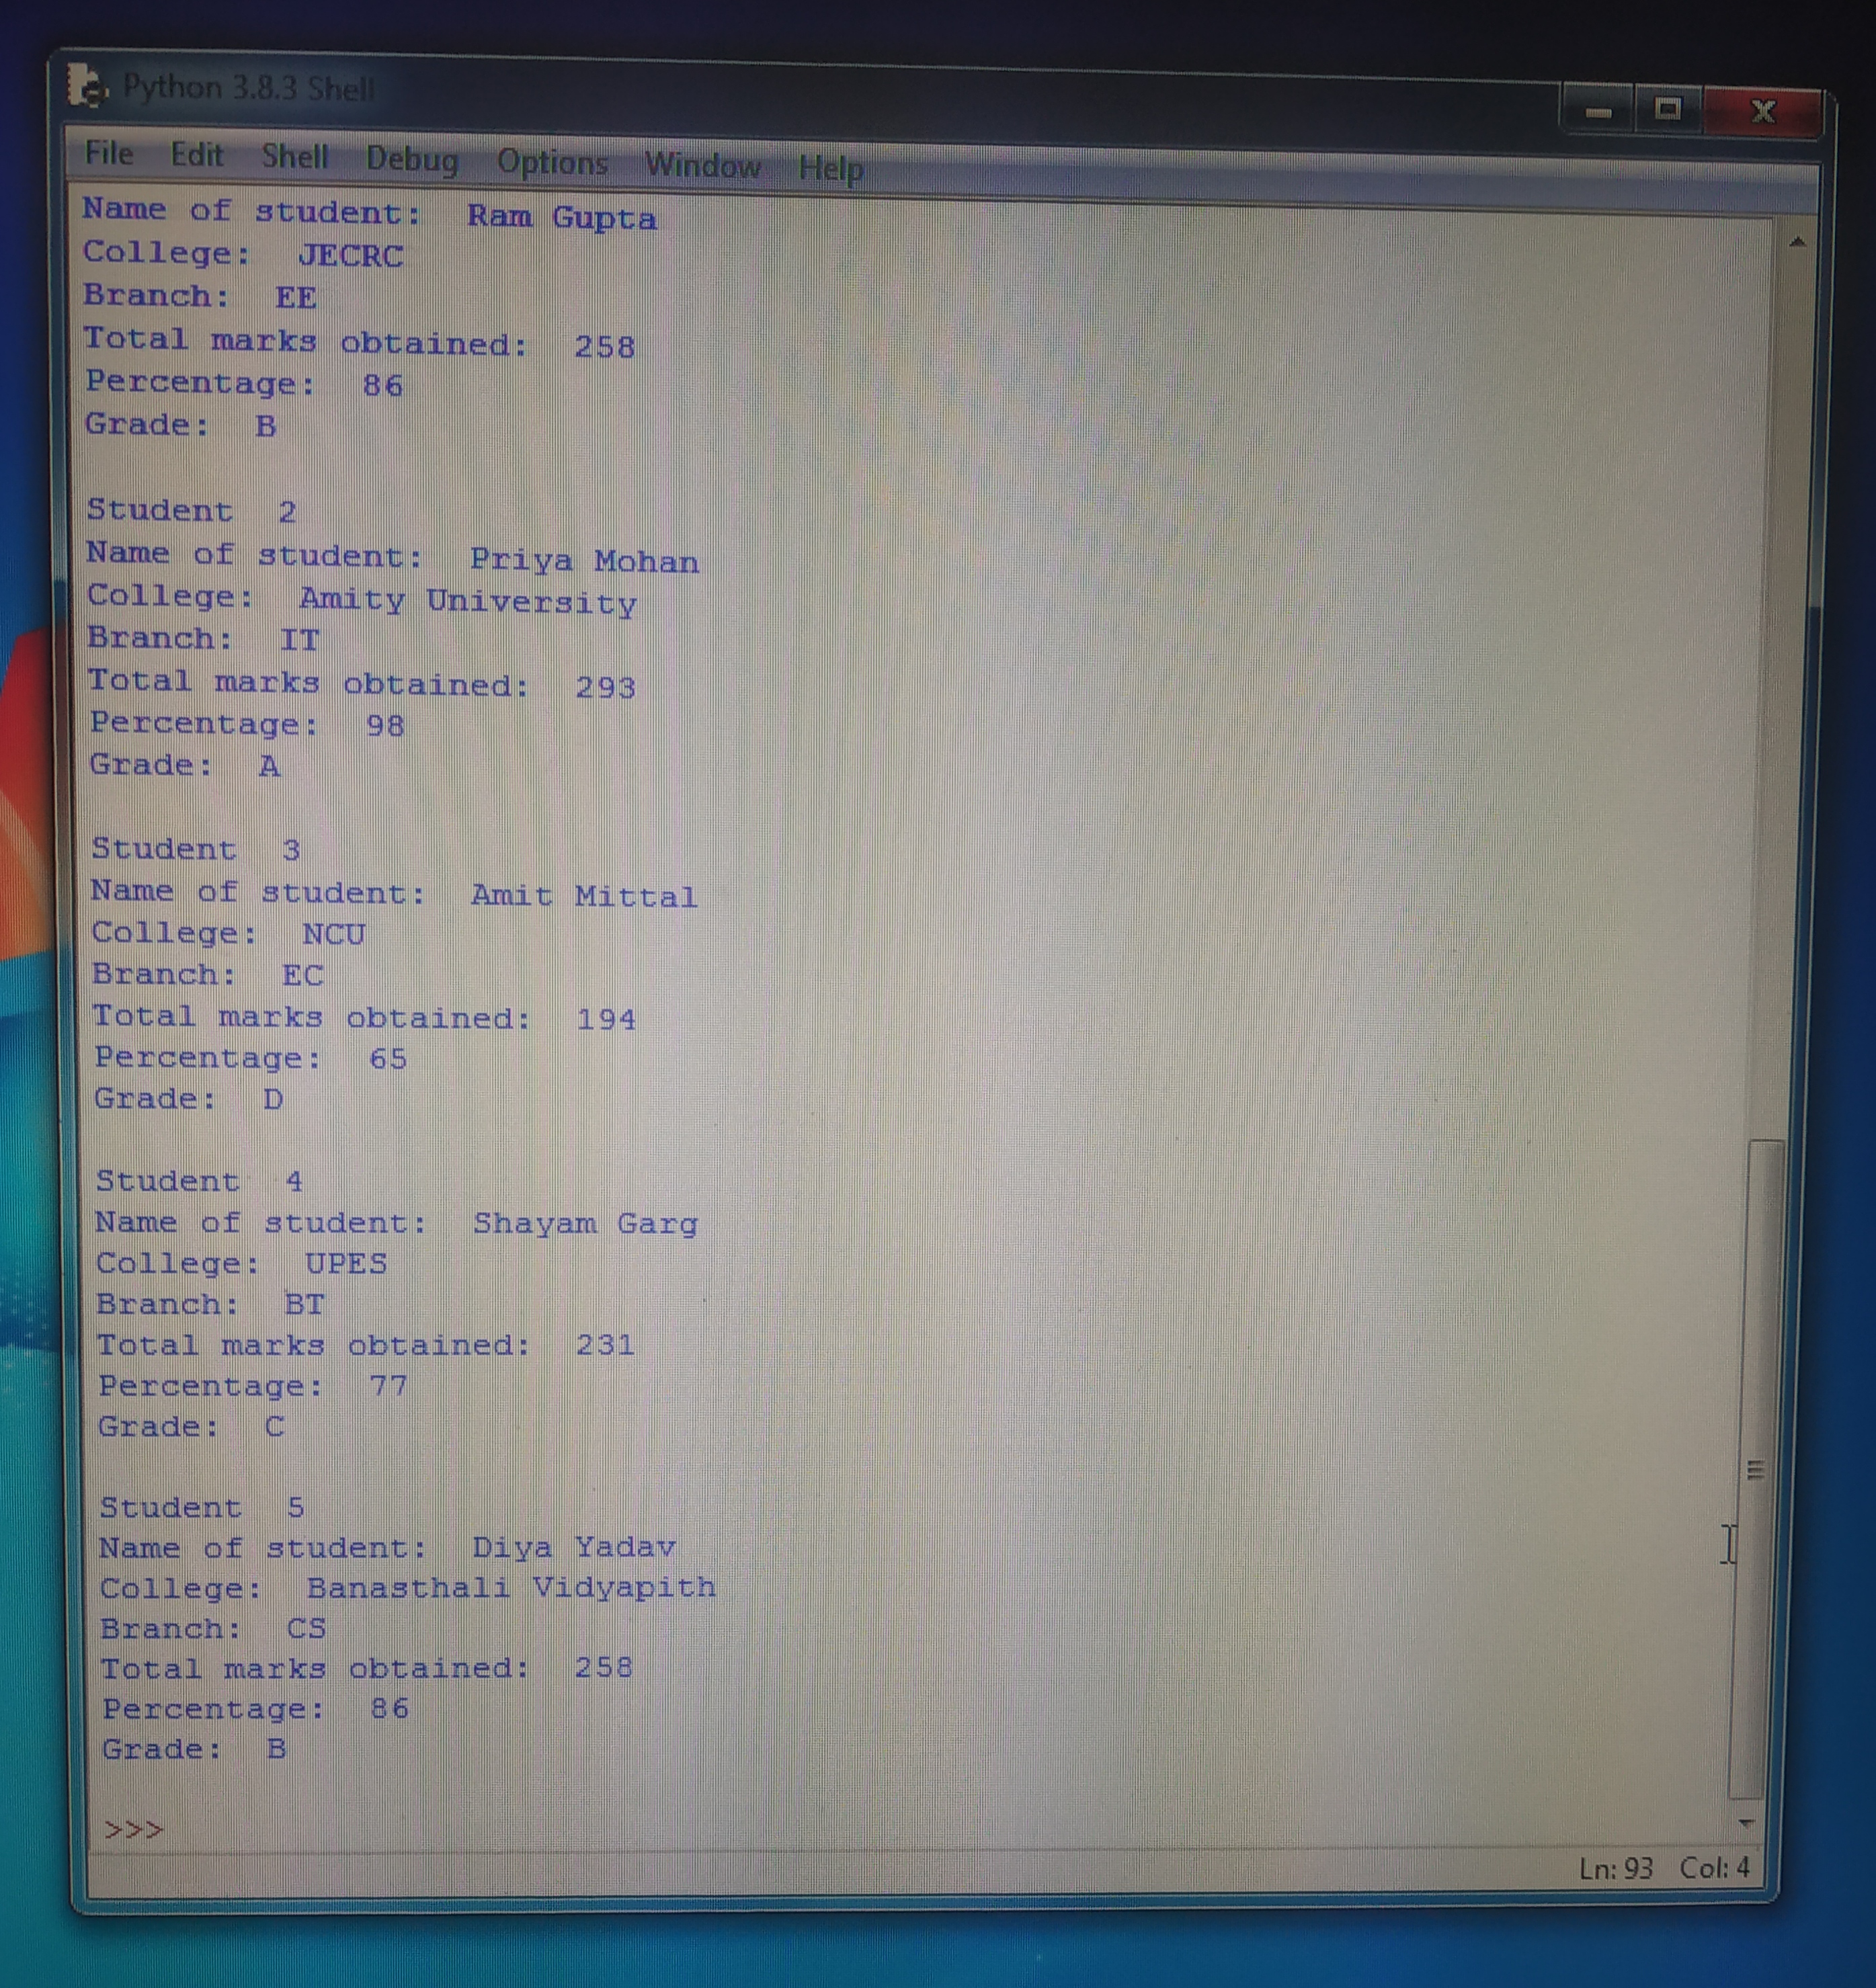 Python 3.8.3 Shell
File Edit Shell Debug Options Window Help
Name of student:  Ram Gupta
College:  JECRC
Branch:  EE
Total marks obtained:  258
Percentage:  86
Grade:  B
Student  2
Name of student:  Priya Mohan
College:  Amity University
Branch:  IT
Total marks obtained:  293
Percentage:  98
Grade:  A
Student  3
Name of student:  Amit Mittal
College:  NCU
Branch:  EC
Total marks obtained:  194
Percentage:  65
Grade:  D
Student  4
Name of student:  Shayam Garg
College:  UPES
Branch:  BT
Total marks obtained:  231
Percentage:  77
Grade:  C
Student  5
Name of student:  Diya Yadav
College:  Banasthali Vidyapith
Branch:  CS
Total marks obtained:  258
Percentage:  86
Grade:  B
>>>
Ln: 93 Col: 4